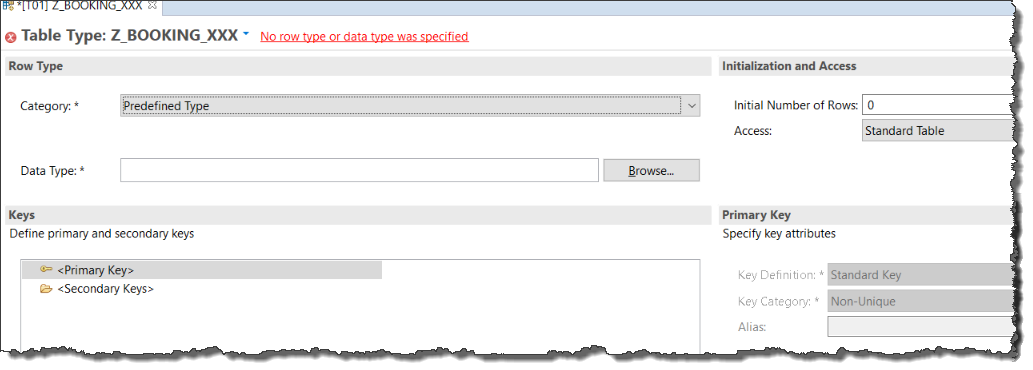 *[T01] Z_BOOKING_XXX
Table Type: Z_BOOKING_XXX No row type or data type was specified
Row Type
Category: * Predefined Type
Data Type: * Browse...
Initialization and Access
Initial Number of Rows: 0
Access: Standard Table
Keys
Define primary and secondary keys
<Primary Key>
<Secondary Keys>
Primary Key
Specify key attributes
Key Definition: * Standard Key
Key Category: * Non-Unique
Alias: